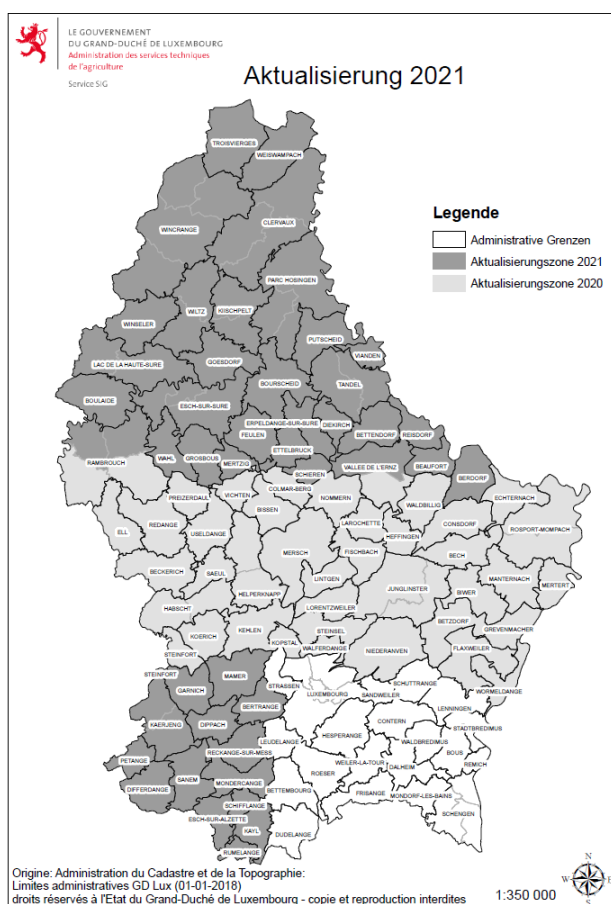 LE GOUVERNEMENT
DU GRAND-DUCHÉ DE LUXEMBOURG
Administration des services techniques
de l'agriculture
Service SIG
Aktualisierung 2021
Legende
Administrative Grenzen
Aktualisierungszone 2021
Aktualisierungszone 2020
TROISVIERGES
WEISWAMPACH
WINCRANGE
CLERVAUX
PARC HOSINGEN
WILTZ
KIISCHPELT
WINSELER
PUTSCHEID
VIANDEN
LAC DE LA HAUTE-SURE
GOESDORF
BOURSCHEID
TANDEL
BOULAIDE
ESCH-SUR-SURE
ERPELDANGE-SUR-SURE
DIEKIRCH
FEULEN
BETTENDORF
REISDORF
ETTELBRUCK
WAHL
GROSBOUS
MERTZIG
RAMBROUCH
SCHIEREN
VALLEE DE L'ERNZ
BEAUFORT
BERDORF
COLMAR-BERG
NOMMERN
PREIZERDAUL
VICHTEN
BISSEN
WALDBILLIG
ECHTERNACH
ROSPORT-MOMPACH
ELL
REDANGE
USELDANGE
LAROCHETTE
HEFFINGEN
CONSDORF
MERSCH
FISCHBACH
BECH
BECKERICH
SAEUL
LINTGEN
JUNGLINSTER
MANTERNACH
MERTERT
HELPERKNAPP
BIWER
HABSCHT
LORENTZWEILER
BETZDORF
GREVENMACHER
KOERICH
KEHLEN
STEINSEL
KOPSTAL
WALFERDANGE
NIEDERANVEN
FLAXWEILER
STEINFORT
STEINFORT
MAMER
STRASSEN
SCHUTTRANGE
WORMELDANGE
GARNICH
LUXEMBOURG
SANDWEILER
BERTRANGE
LENNINGEN
KAERJENG
DIPPACH
CONTERN
STADTBREDIMUS
HESPERANGE
LEUDELANGE
WALDBREDIMUS
RECKANGE-SUR-MESS
BOUS
PETANGE
WEILER-LA-TOUR
DALHEIM
REMICH
SANEM
MONDERCANGE
ROESER
DIFFERDANGE
BETTEMBOURG
FRISANGE
MONDORF-LES-BAINS
SCHIFFLANGE
SCHENGEN
ESCH-SUR-ALZETTE
KAYL
DUDELANGE
RUMELANGE
N
W
E
S
Origine: Administration du Cadastre et de la Topographie:
Limites administratives GD Lux (01-01-2018)
droits réservés à l'Etat du Grand-Duché de Luxembourg - copie et reproduction interdites
1:350 000